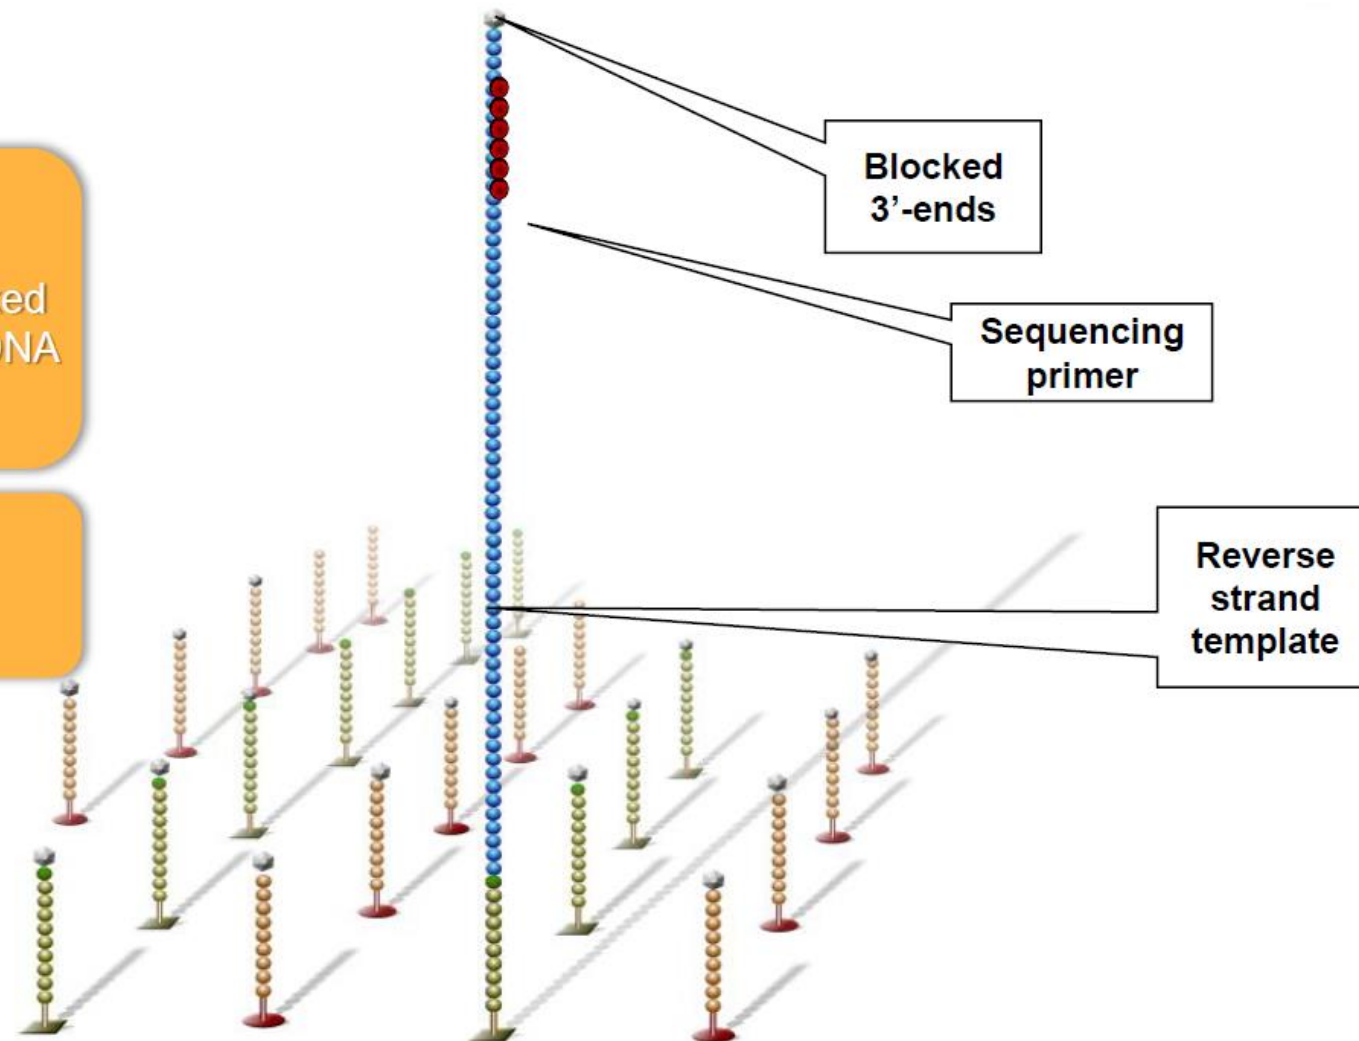 Blocked
3’-ends
Sequencing
primer
Reverse
strand
template